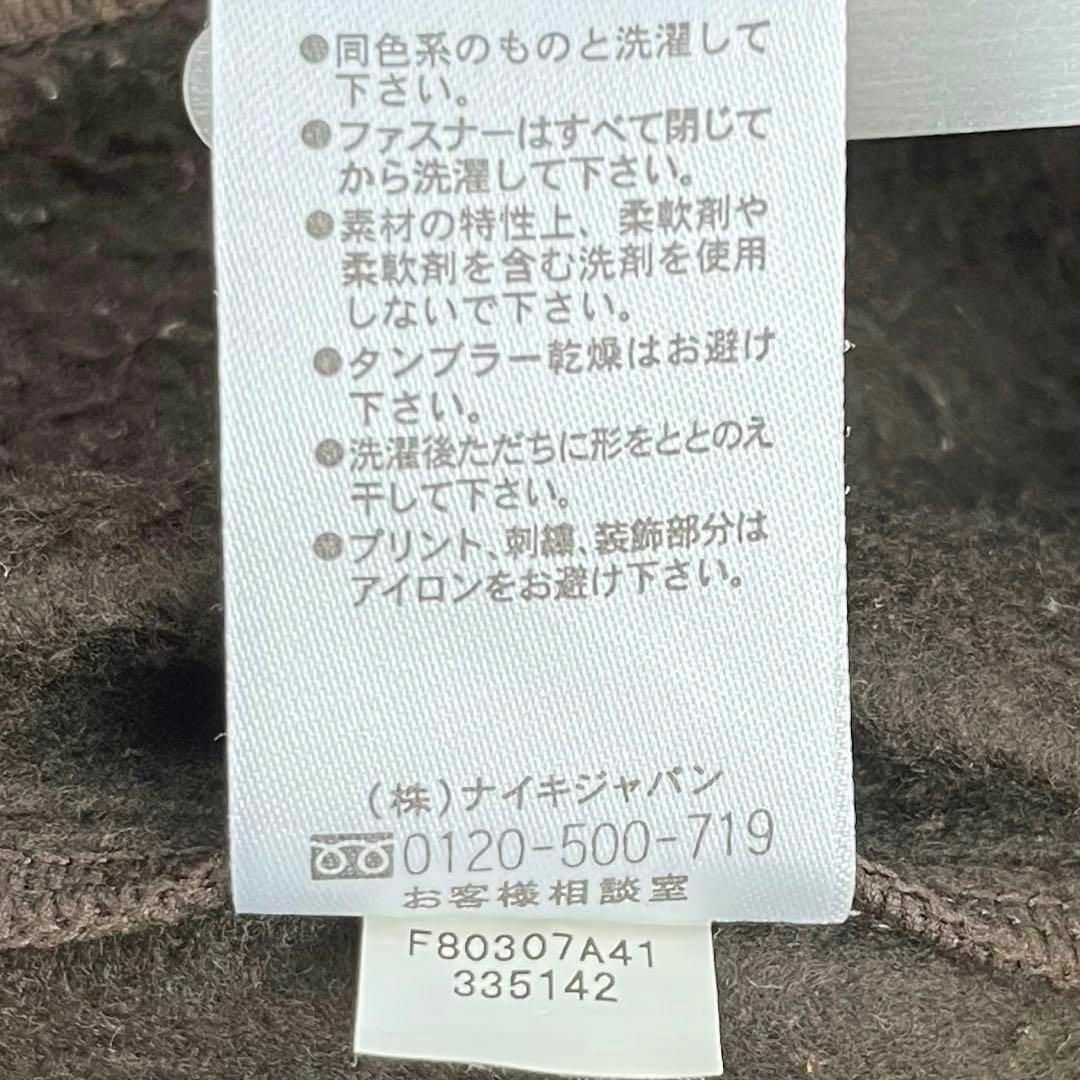 ●同色系のものと洗濯して
下さい。
●ファスナーはすべて閉じて
から洗濯して下さい。
●素材の特性上、柔軟剤や
柔軟剤を含む洗剤を使用
しないで下さい。
●タンブラー乾燥はお避け
下さい。
●洗濯後ただちに形をととのえ
干して下さい。
●プリント、刺繍、装飾部分は
アイロンをお避け下さい。
(株)ナイキジャパン
0120-500-719
お客様相談室
F80307A41
335142